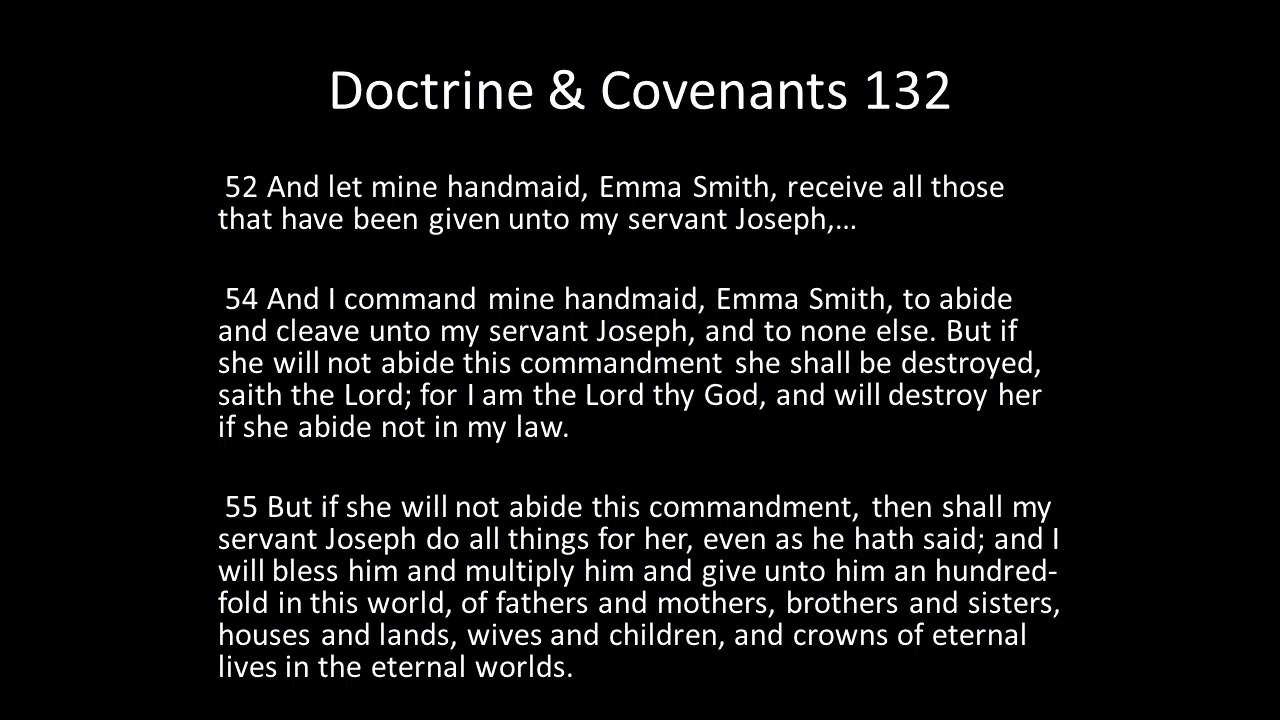 Doctrine & Covenants 132
52 And let mine handmaid, Emma Smith, receive all those
that have been given unto my servant Joseph,...
54 And I command mine handmaid, Emma Smith, to abide
and cleave unto my servant Joseph, and to none else. But if
she will not abide this commandment she shall be destroyed,
saith the Lord; for I am the Lord thy God, and will destroy her
if she abide not in my law.
55 But if she will not abide this commandment, then shall my
servant Joseph do all things for her, even as he hath said; and I
will bless him and multiply him and give unto him an hundred-
fold in this world, of fathers and mothers, brothers and sisters,
houses and lands, wives and children, and crowns of eternal
lives in the eternal worlds.